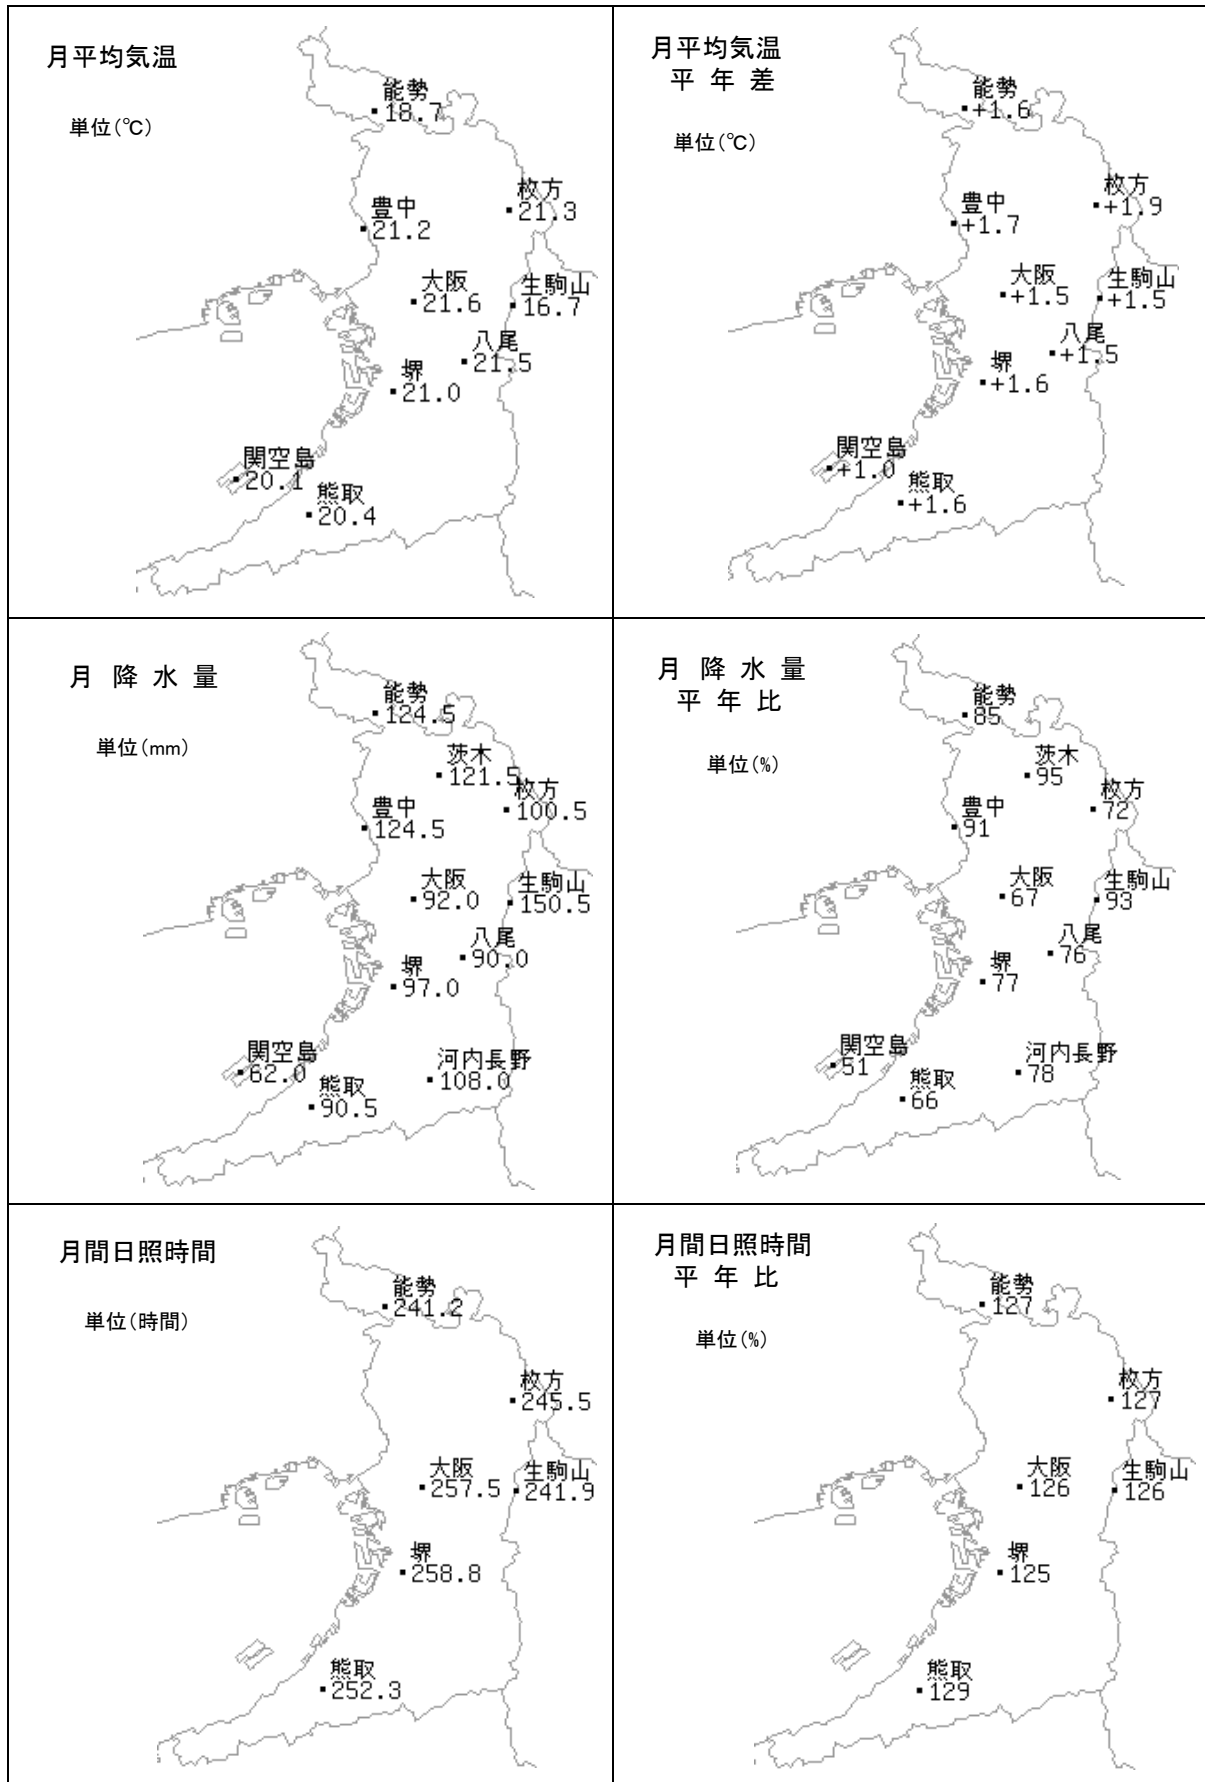 月平均気温
単位(℃)
能勢
18.7
枚方
21.3
豊中
21.2
大阪
21.6
生駒山
16.7
八尾
21.5
堺
21.0
関空島
20.1
熊取
20.4
月平均気温
平年差
単位(℃)
能勢
+1.6
枚方
+1.9
豊中
+1.7
大阪
+1.5
生駒山
+1.5
八尾
+1.5
堺
+1.6
関空島
+1.0
熊取
+1.6
月降水量
単位(mm)
能勢
124.5
茨木
121.5
枚方
100.5
豊中
124.5
大阪
92.0
生駒山
150.5
八尾
90.0
堺
97.0
関空島
62.0
河内長野
108.0
熊取
90.5
月降水量
平年比
単位(%)
能勢
85
茨木
95
枚方
72
豊中
91
大阪
67
生駒山
93
八尾
76
堺
77
関空島
51
河内長野
78
熊取
66
月間日照時間
単位(時間)
能勢
241.2
枚方
245.5
大阪
257.5
生駒山
241.9
堺
258.8
熊取
252.3
月間日照時間
平年比
単位(%)
能勢
127
枚方
127
大阪
126
生駒山
126
堺
125
熊取
129